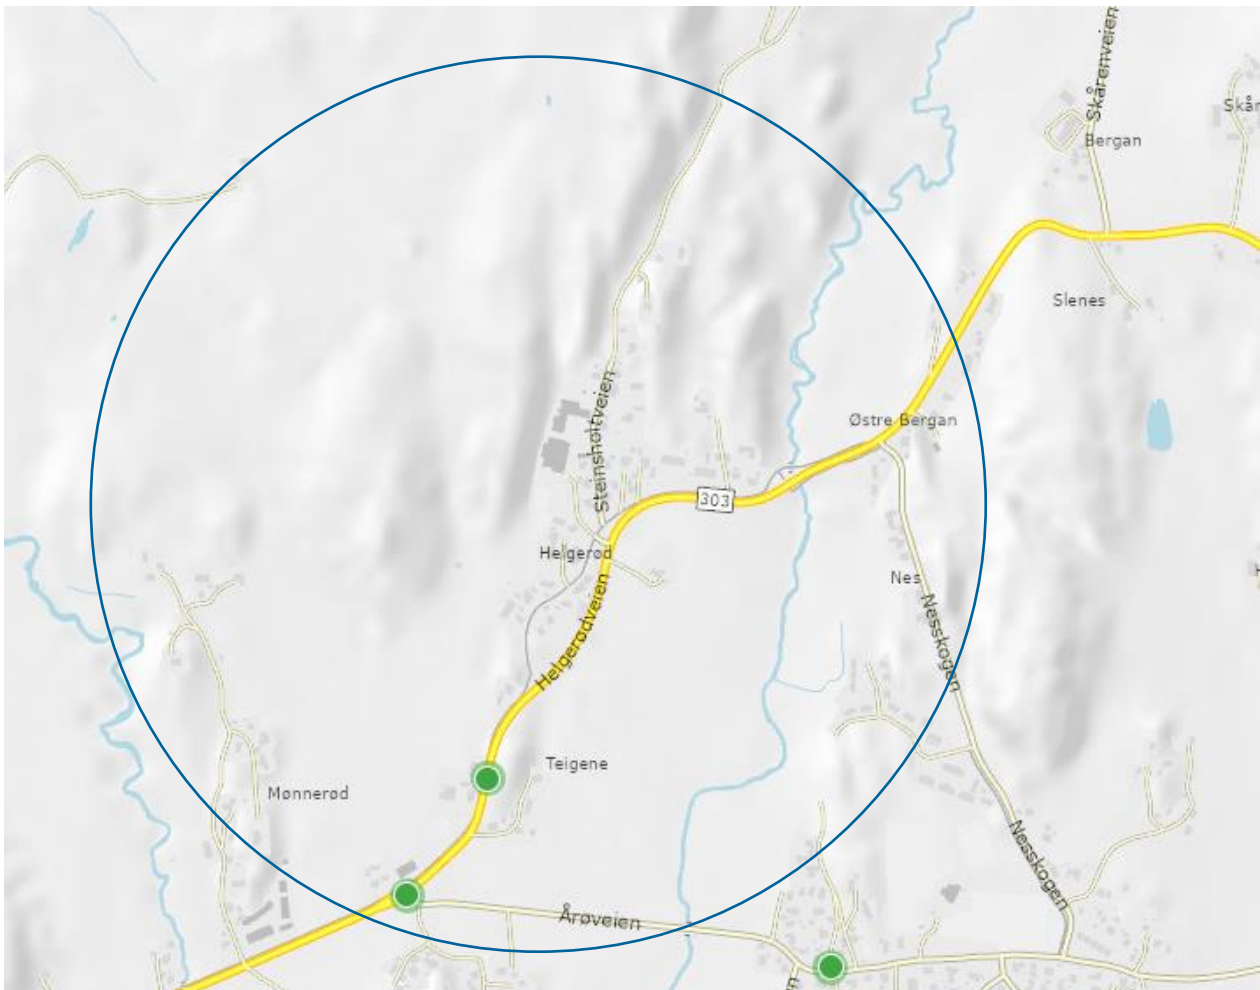 Skårenveien
Skår
Bergan
Slenes
Steinsholtveien
Østre Bergan
303
Helgerød
Nes
Helgerødveien
Nesskogen
Teigene
Mønnerød
Nesskogen
Årøveien